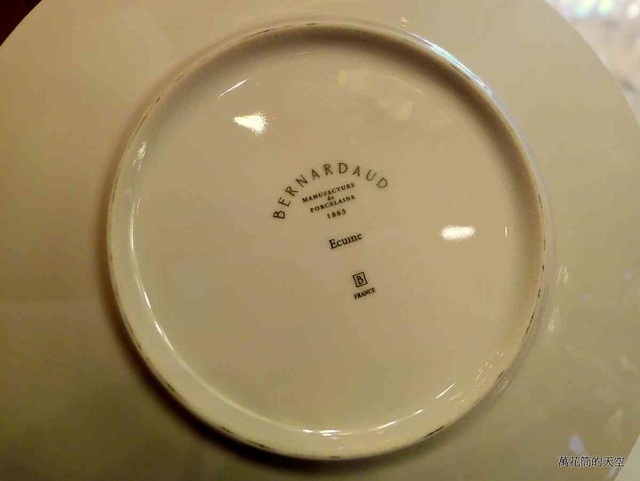 BERNARDAUD
MANUFACTURE
de
PORCELAINE
1863
Ecume
B
FRANCE
萬花筒的天空